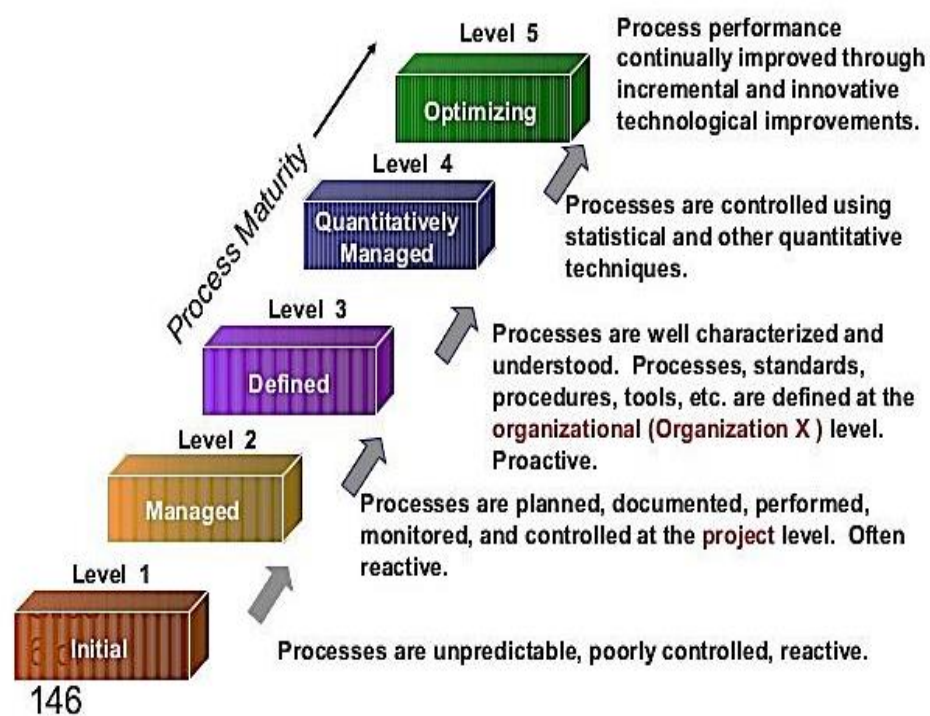 Level 5
Optimizing
Process performance
continually improved through
incremental and innovative
technological improvements.
Process Maturity
Level 4
Quantitatively
Managed
Processes are controlled using
statistical and other quantitative
techniques.
Level 3
Defined
Processes are well characterized and
understood. Processes, standards,
procedures, tools, etc. are defined at the
organizational (Organization X ) level.
Proactive.
Level 2
Managed
Processes are planned, documented, performed,
monitored, and controlled at the project level. Often
reactive.
Level 1
Initial
Processes are unpredictable, poorly controlled, reactive.
146